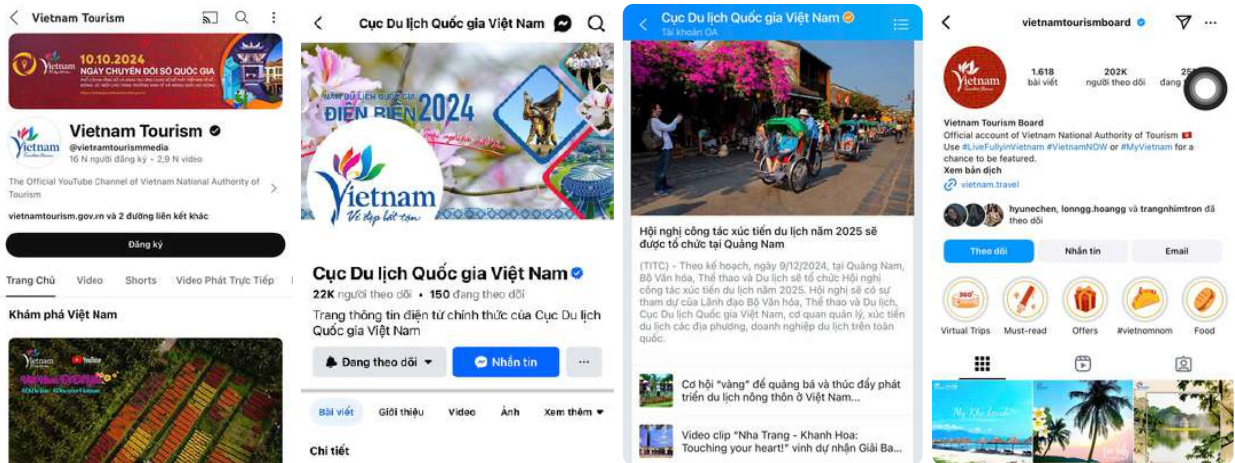 Vietnam Tourism
10.10.2024
NGÀY CHUYỂN ĐỔI SỐ QUỐC GIA
Vietnam
Vietnam Tourism
@vietnamtourismmedia
16 N người đăng ký • 2,9 N video
The Official YouTube Channel of Vietnam National Authority of
Tourism
vietnamtourism.gov.vn và 2 đường liên kết khác
Đăng ký
Trang Chủ
Video
Shorts
Video Phát Trực Tiếp
Khám phá Việt Nam
Vietnam
YouTube
Cục Du lịch Quốc gia Việt Nam
NĂM DU LỊCH QUỐC GIA
ĐIỆN BIÊN 2024
Vietnam
Vẻ đẹp bất tận
Cục Du lịch Quốc gia Việt Nam
22K người theo dõi • 150 đang theo dõi
Trang thông tin điện tử chính thức của Cục Du lịch
Quốc gia Việt Nam
Đang theo dõi
Nhắn tin
Bài viết
Giới thiệu
Video
Ảnh
Xem thêm
Chi tiết
Cục Du lịch Quốc gia Việt Nam
Tài khoản OA
Hội nghị công tác xúc tiến du lịch năm 2025 sẽ
được tổ chức tại Quảng Nam
(TITC) - Theo kế hoạch, ngày 9/12/2024, tại Quảng Nam,
Bộ Văn hóa, Thể thao và Du lịch sẽ tổ chức Hội nghị
công tác xúc tiến du lịch năm 2025. Hội nghị sẽ có sự
tham dự của Lãnh đạo Bộ Văn hóa, Thể thao và Du lịch,
Cục Du lịch Quốc gia Việt Nam, cơ quan quản lý, xúc tiến
du lịch các địa phương, doanh nghiệp du lịch trên toàn
quốc.
Cơ hội "vàng" để quảng bá và thúc đẩy phát
triển du lịch nông thôn ở Việt Nam...
Video clip "Nha Trang - Khanh Hoa:
Touching your heart!" vinh dự nhận Giải Ba...
vietnamtourismboard
Vietnam
1.618
bài viết
202K
người theo dõi
đang
Vietnam Tourism Board
Official account of Vietnam National Authority of Tourism
Use #LiveFullyinVietnam #VietnamNOW or #MyVietnam for a
chance to be featured.
Xem bản dịch
vietnam.travel
hyunechen, lonngg.hoangg và trangnhimtron đã
theo dõi
Theo dõi
Nhắn tin
Email
360°
Virtual Trips
Must-read
Offers
#vietnomnom
Food
My Khe beach